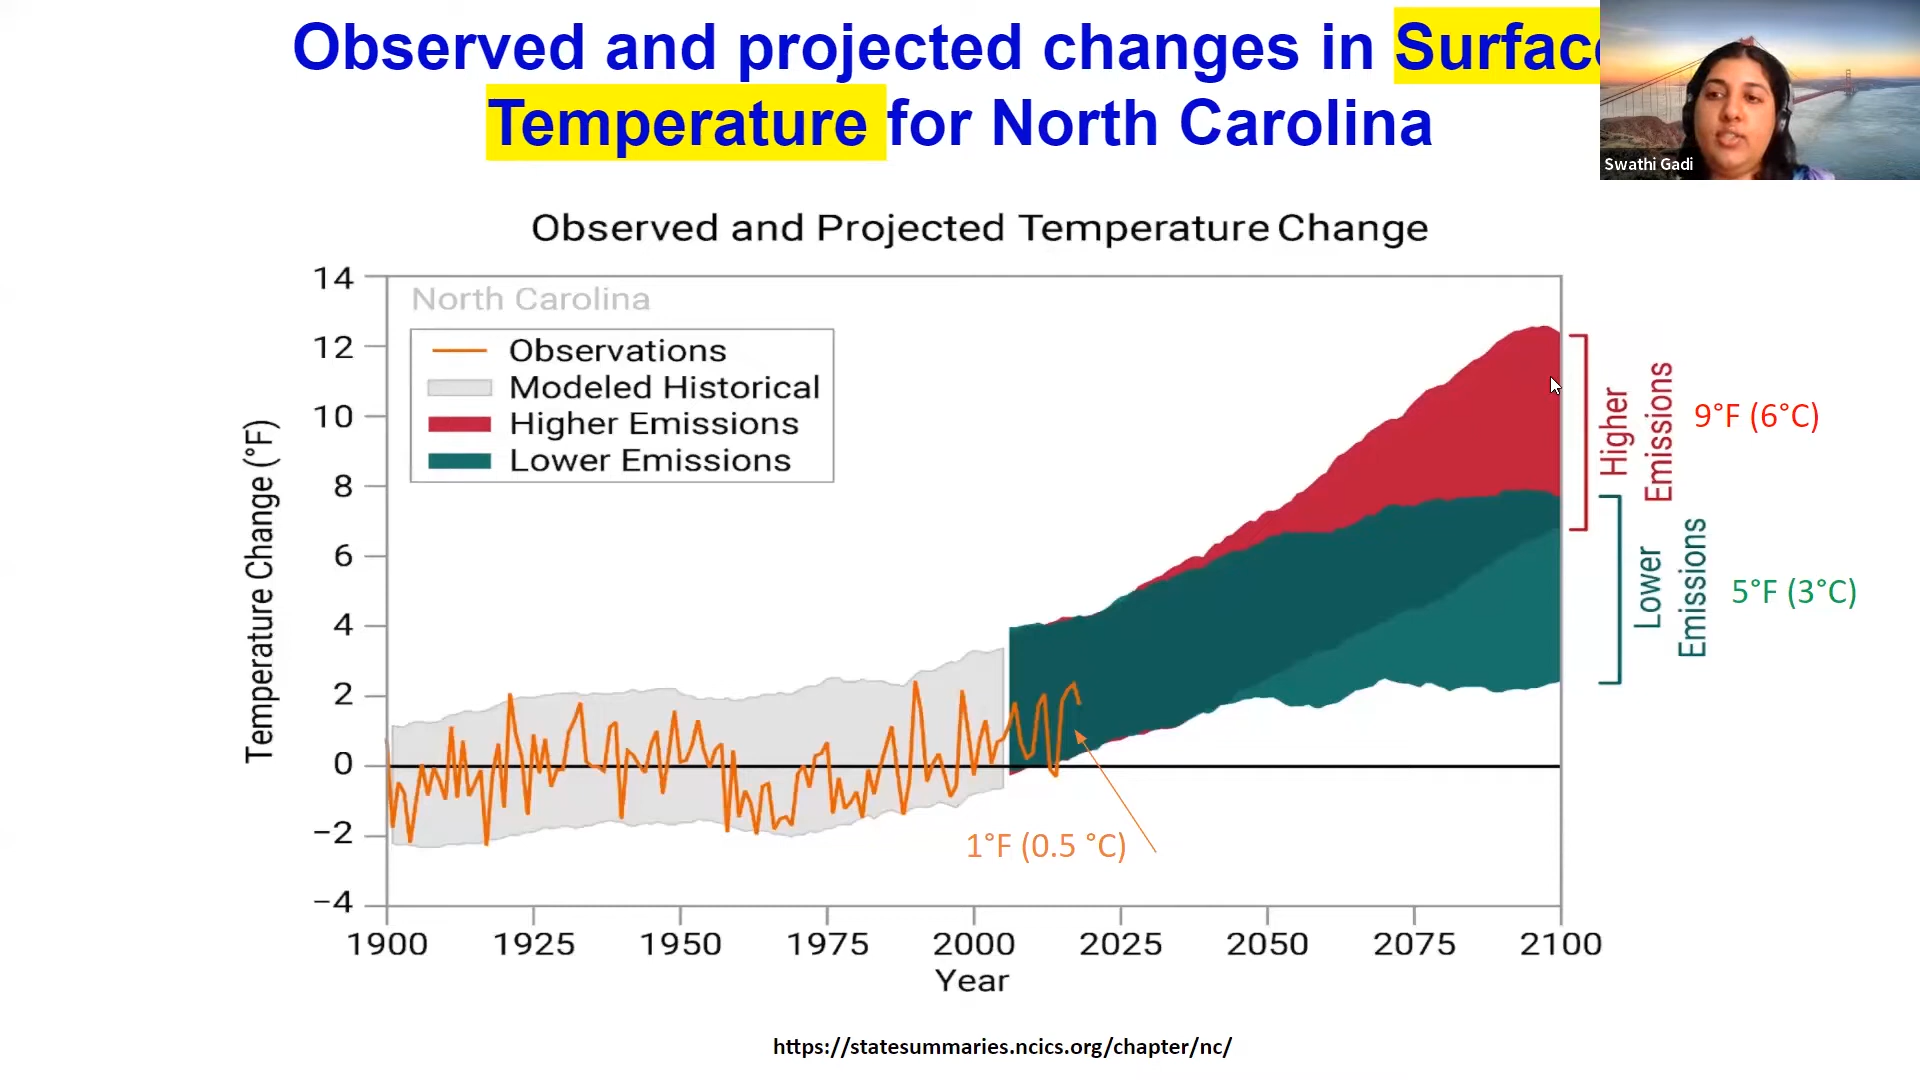 Observed and projected changes in Surfac
Temperature for North Carolina
Swathi Gadi
Observed and Projected Temperature Change
North Carolina
Observations
Modeled Historical
Higher Emissions
Lower Emissions
Temperature Change (°F)
14
12
10
8
6
4
2
0
−2
−4
1900
1925
1950
1975
2000
2025
2050
2075
2100
Year
Higher
Emissions
9°F (6°C)
Lower
Emissions
5°F (3°C)
1°F (0.5 °C)
https://statesummaries.ncics.org/chapter/nc/